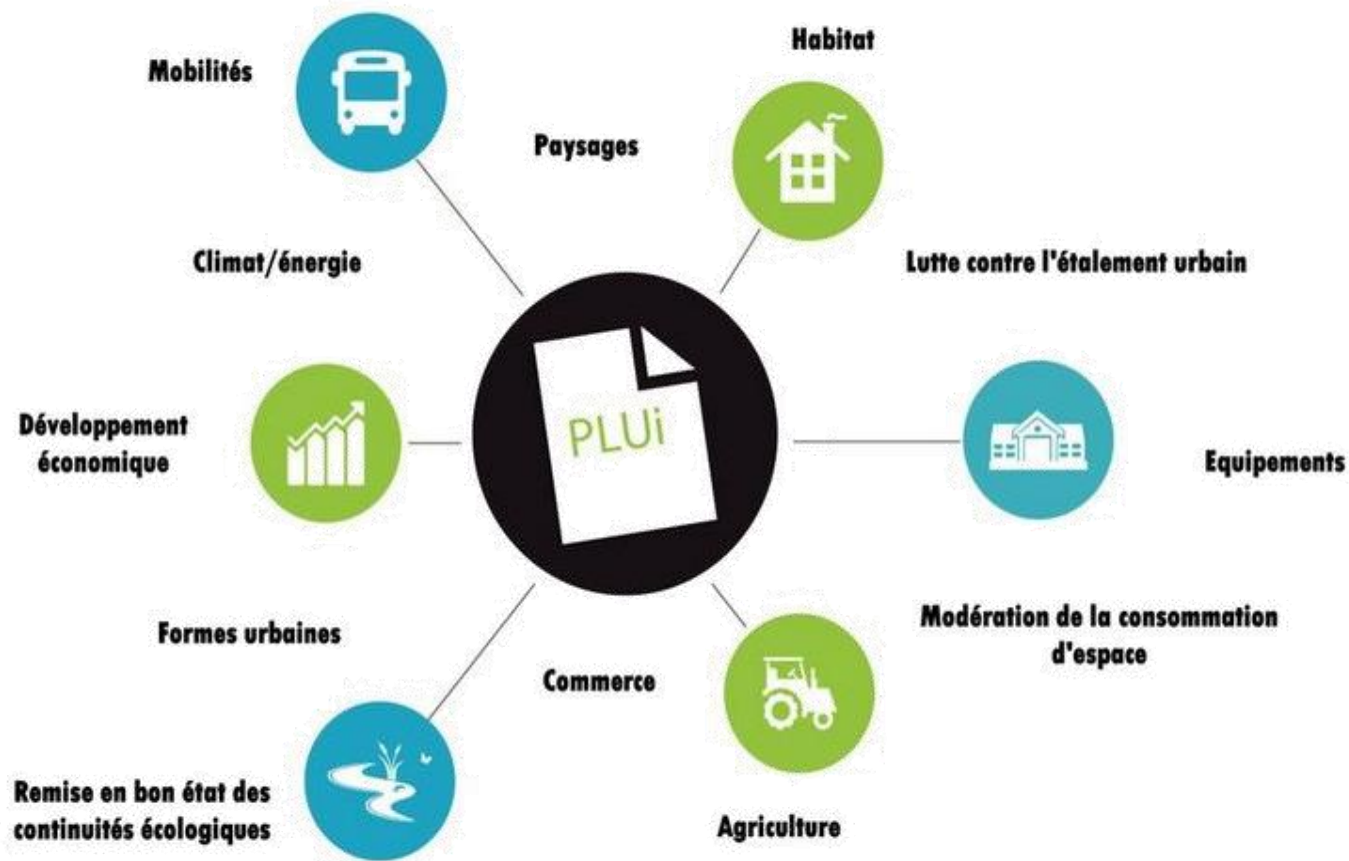 Habitat
Mobilités
Paysages
Climat/énergie
Lutte contre l'étalement urbain
PLUi
Développement
économique
Equipements
Formes urbaines
Modération de la consommation
d'espace
Commerce
Remise en bon état des
continuités écologiques
Agriculture